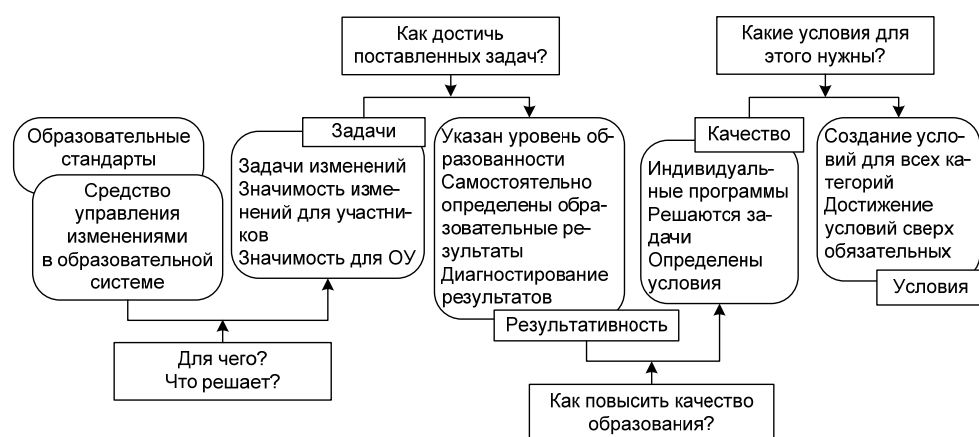 Как достичь
поставленных задач?
Какие условия для
этого нужны?
Образовательные
стандарты
Средство
управления
изменениями
в образовательной
системе
Задачи
Задачи изменений
Значимость изме-
нений для участни-
ков
Значимость для ОУ
Указан уровень об-
разованности
Самостоятельно
определены обра-
зовательные ре-
зультаты
Диагностирование
результатов
Результативность
Качество
Индивидуаль-
ные программы
Решаются за-
дачи
Определены
условия
Создание усло-
вий для всех ка-
тегорий
Достижение
условий сверх
обязательных
Условия
Для чего?
Что решает?
Как повысить качество
образования?